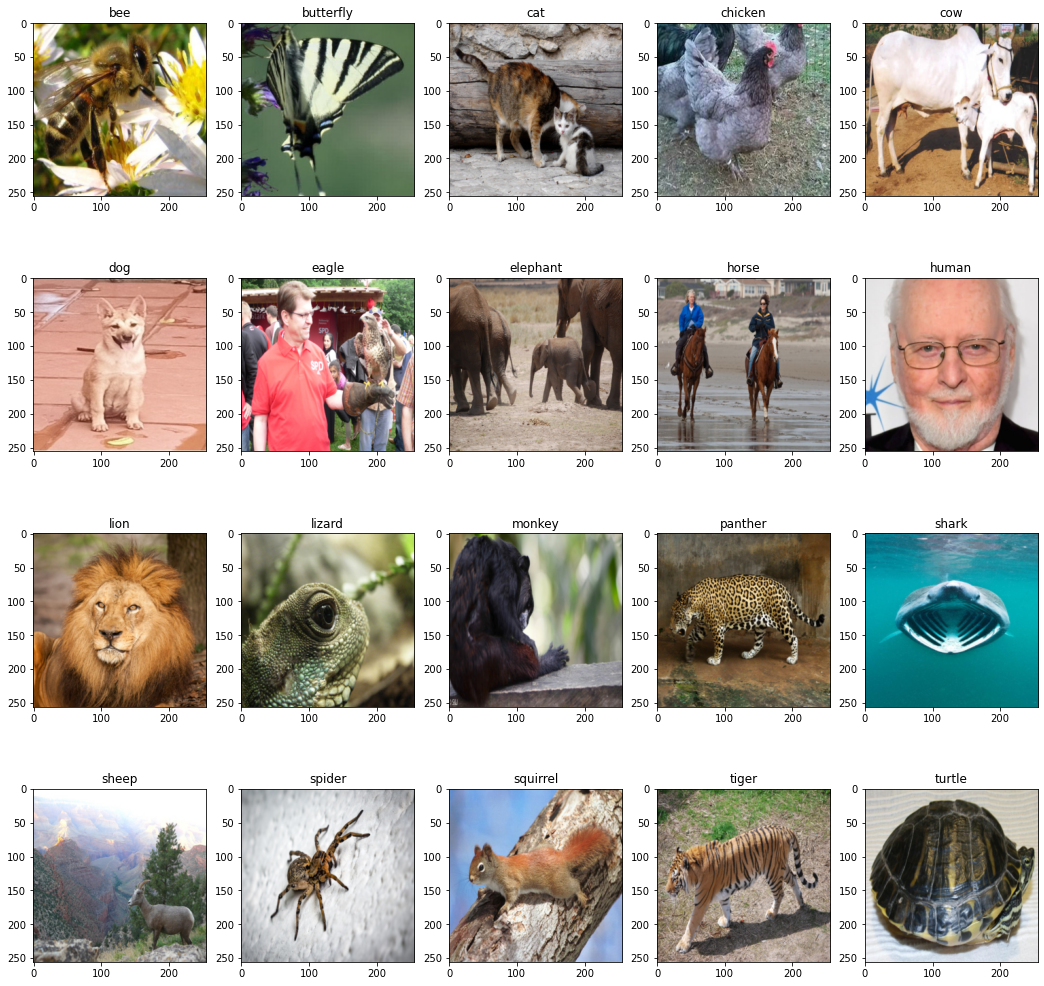 bee butterfly cat chicken cow
0 0 0 0 0
50 50 50 50 50
100 100 100 100 100
150 150 150 150 150
200 200 200 200 200
250 250 250 250 250
0 100 200 0 100 200 0 100 200 0 100 200 0 100 200
dog eagle elephant horse human
0 0 0 0 0
50 50 50 50 50
100 100 100 100 100
SPD
150 150 150 150 150
200 200 200 200 200
250 250 250 250 250
0 100 200 0 100 200 0 100 200 0 100 200 0 100 200
lion lizard monkey panther shark
0 0 0 0 0
50 50 50 50 50
100 100 100 100 100
150 150 150 150 150
200 200 200 200 200
250 250 250 250 250
0 100 200 0 100 200 0 100 200 0 100 200 0 100 200
sheep spider squirrel tiger turtle
0 0 0 0 0
50 50 50 50 50
100 100 100 100 100
150 150 150 150 150
200 200 200 200 200
250 250 250 250 250
0 100 200 0 100 200 0 100 200 0 100 200 0 100 200